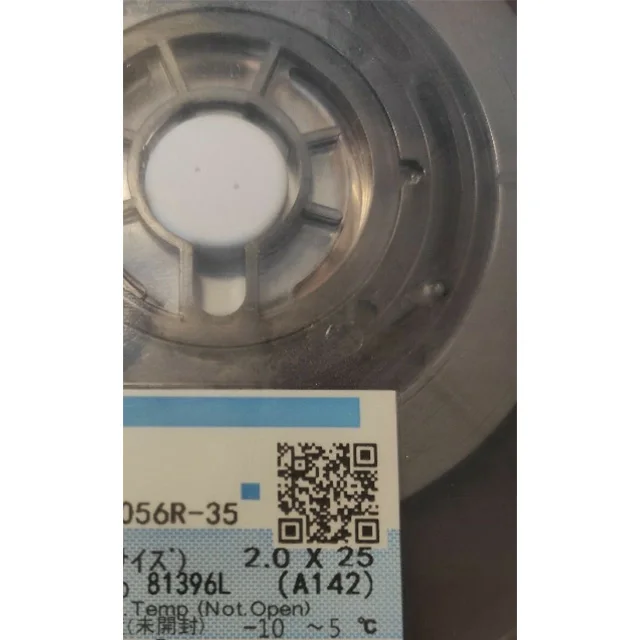 056R-35
イズ) 2.0 X 25
81396L (A142)
Temp (Not.Open)
(未開封) -10 ～5 ℃